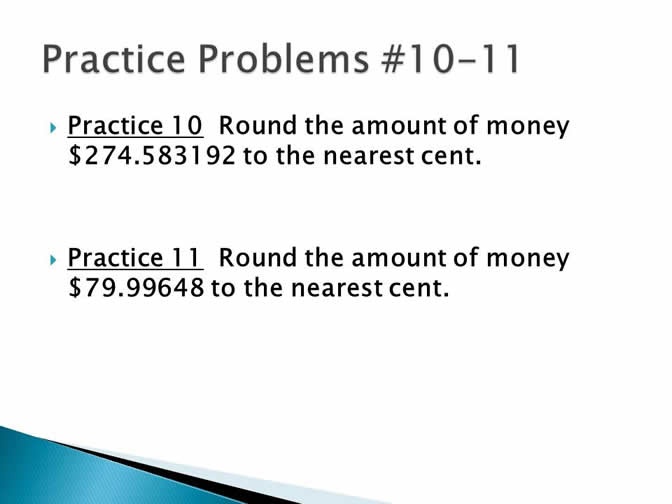 Practice Problems #10-11
Practice 10 Round the amount of money
$274.583192 to the nearest cent.
Practice 11 Round the amount of money
$79.99648 to the nearest cent.